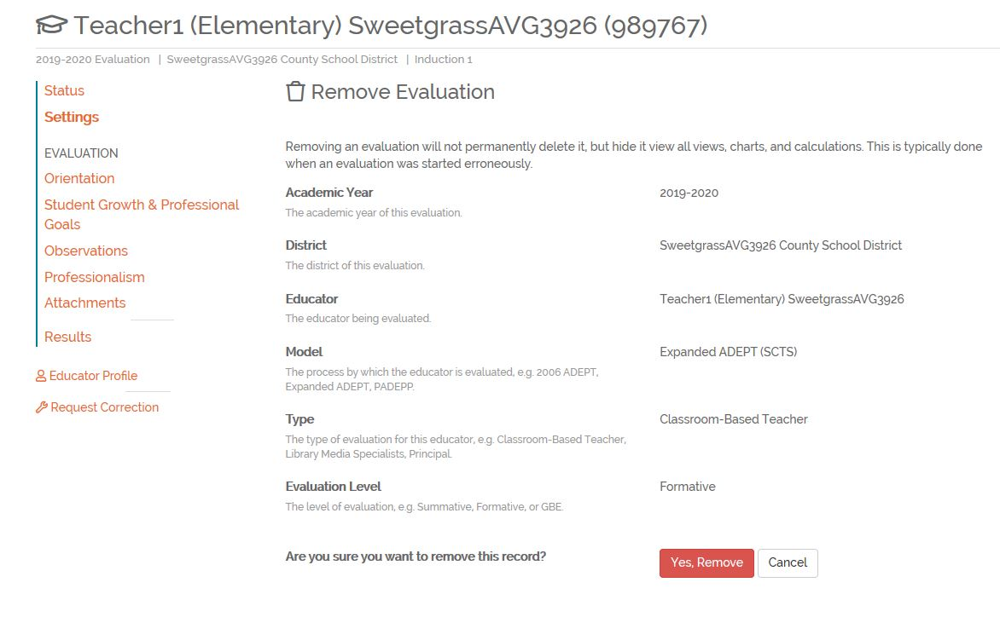 Teacher1 (Elementary) SweetgrassAVG3926 (989767)
2019-2020 Evaluation | SweetgrassAVG3926 County School District | Induction 1
Status
Settings
EVALUATION
Orientation
Student Growth & Professional
Goals
Observations
Professionalism
Attachments
Results
Educator Profile
Request Correction
Remove Evaluation
Removing an evaluation will not permanently delete it, but hide it view all views, charts, and calculations. This is typically done
when an evaluation was started erroneously.
Academic Year
The academic year of this evaluation.
2019-2020
District
The district of this evaluation.
SweetgrassAVG3926 County School District
Educator
The educator being evaluated.
Teacher1 (Elementary) SweetgrassAVG3926
Model
The process by which the educator is evaluated, e.g. 2006 ADEPT,
Expanded ADEPT, PADEPP.
Expanded ADEPT (SCTS)
Type
The type of evaluation for this educator, e.g. Classroom-Based Teacher,
Library Media Specialists, Principal.
Classroom-Based Teacher
Evaluation Level
The level of evaluation, e.g. Summative, Formative, or GBE.
Formative
Are you sure you want to remove this record?
Yes, Remove
Cancel